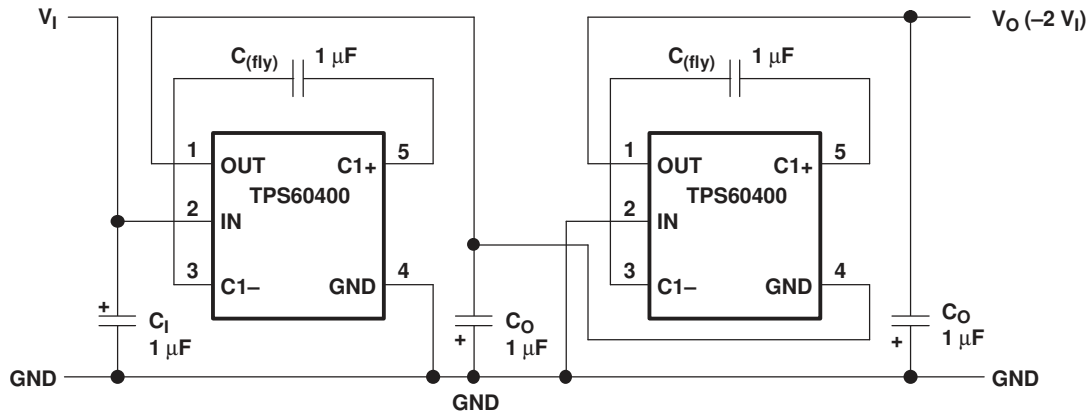 V_I
C_(fly) 1 μF
1 OUT C1+ 5
TPS60400
2 IN
3 C1– GND 4
+
C_I
1 μF
+
C_O
1 μF
GND
GND
C_(fly) 1 μF
V_O (–2 V_I)
1 OUT C1+ 5
TPS60400
2 IN
3 C1– GND 4
C_O
+
1 μF
GND